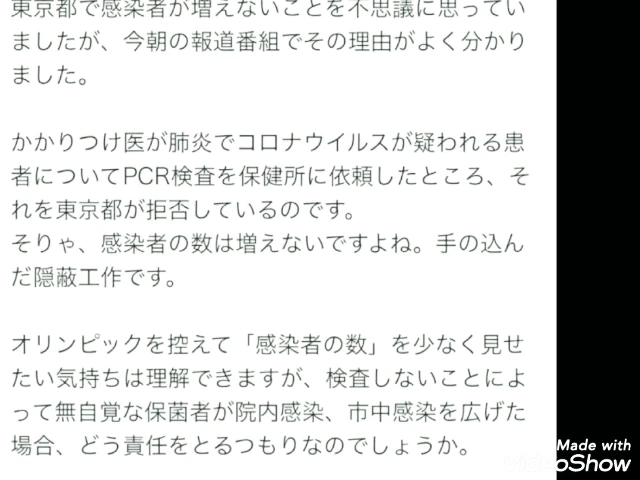 東京都で感染者が増えないことを不思議に思ってい
ましたが、今朝の報道番組でその理由がよく分かり
ました。
かかりつけ医が肺炎でコロナウイルスが疑われる患
者についてPCR検査を保健所に依頼したところ、そ
れを東京都が拒否しているのです。
そりゃ、感染者の数は増えないですよね。手の込ん
だ隠蔽工作です。
オリンピックを控えて「感染者の数」を少なく見せ
たい気持ちは理解できますが、検査しないことによ
って無自覚な保菌者が院内感染、市中感染を広げた
場合、どう責任をとるつもりなのでしょうか。
Made with
VideoShow